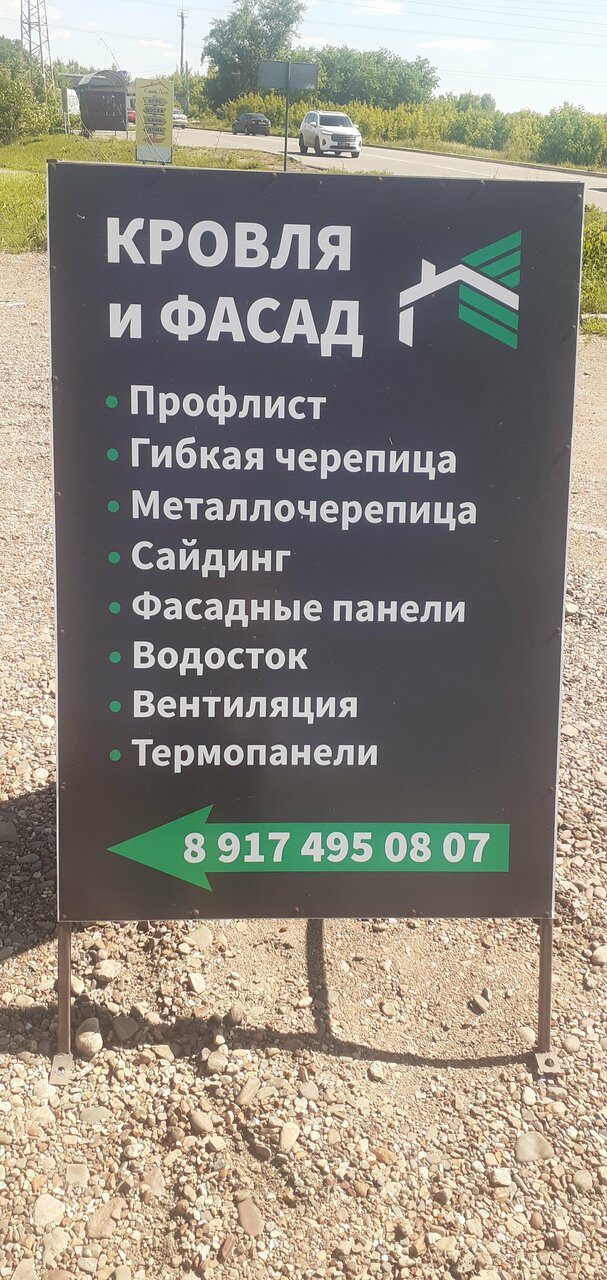 КРОВЛЯ
и ФАСАД
• Профлист
• Гибкая черепица
• Металлочерепица
• Сайдинг
• Фасадные панели
• Водосток
• Вентиляция
• Термопанели
8 917 495 08 07